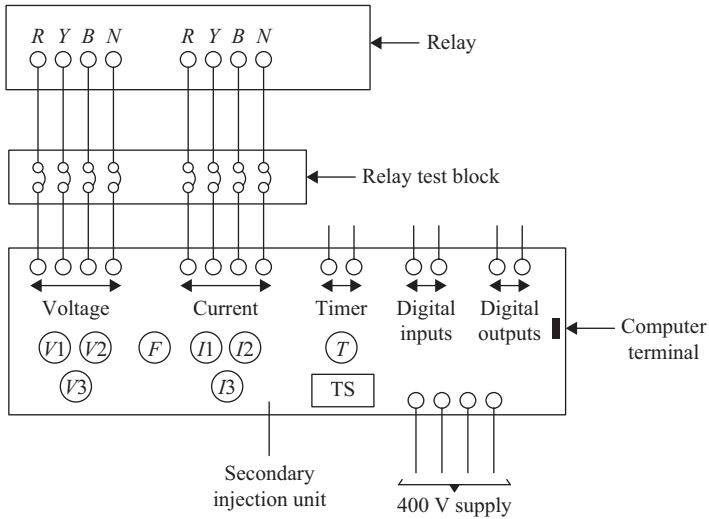 R Y B N R Y B N
Relay
Relay test block
Voltage Current Timer Digital inputs Digital outputs
Computer terminal
V1 V2 F I1 I2 T
V3 I3 TS
Secondary injection unit
400 V supply